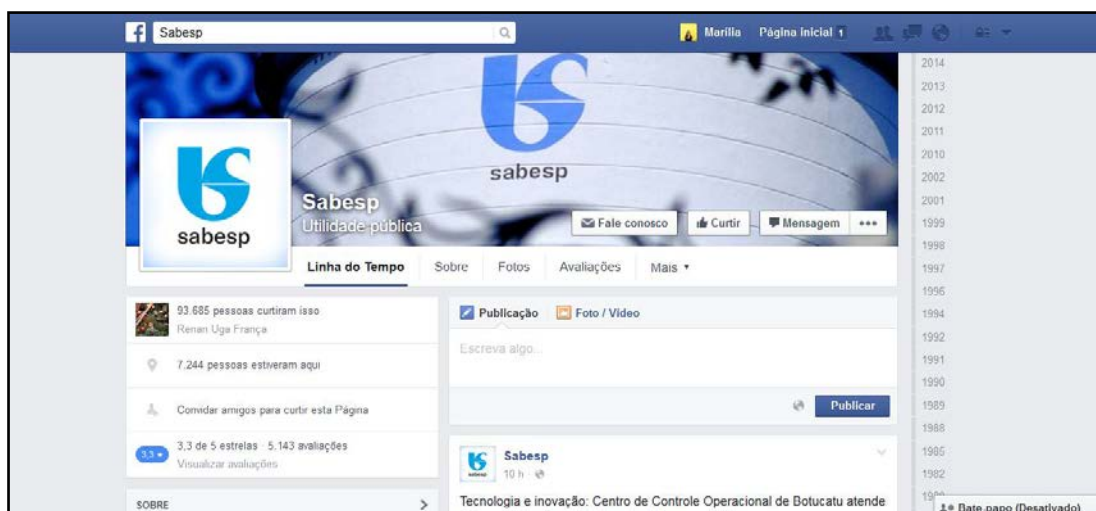 Sabesp
Marília Página inicial 1
sabesp
sabesp
Sabesp
Utilidade pública
Fale conosco Curtir Mensagem
Linha do Tempo Sobre Fotos Avaliações Mais
93.685 pessoas curtiram isso
Renan Uga França
7.244 pessoas estiveram aqui
Convidar amigos para curtir esta Página
3,3 3,3 de 5 estrelas · 5.143 avaliações
Visualizar avaliações
SOBRE
Publicação Foto / Vídeo
Escreva algo...
Publicar
sabesp
Sabesp
10 h
Tecnologia e inovação: Centro de Controle Operacional de Botucatu atende
2014
2013
2012
2011
2010
2002
2001
1999
1998
1997
1996
1994
1992
1991
1990
1989
1988
1985
1982
Bate-papo (Desativado)